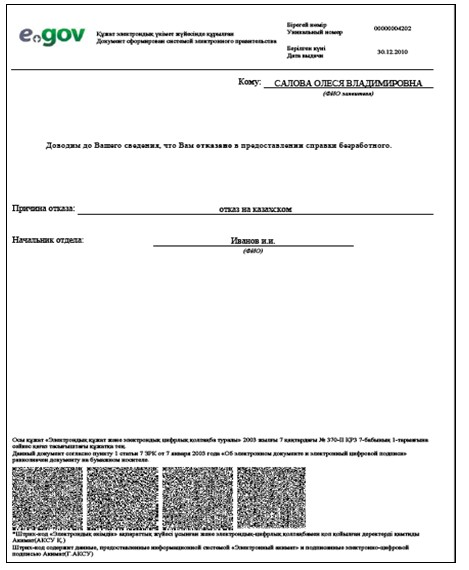 e.gov
Құжат электрондық үкімет жүйесінде құрылған
Документ сформирован системой электронного правительства
Бірегей нөмір
Уникальный номер
00000004202
Берілген күні
Дата выдачи
30.12.2010
Кому: САЛОВА ОЛЕСЯ ВЛАДИМИРОВНА
(ФИО заявителя)
Доводим до Вашего сведения, что Вам отказано в предоставлении справки безработного.
Причина отказа: отказ на казахском
Начальник отдела: Иванов и.и.
(ФИО)
Осы құжат «Электрондық құжат және электрондық цифрлық қолтаңба туралы» 2003 жылғы 7 қаңтардағы № 370-II ҚРЗ 7-бабының 1-тармағына
сәйкес қағаз тасығыштағы құжатқа тең.
Данный документ согласно пункту 1 статьи 7 ЗРК от 7 января 2003 года «Об электронном документе и электронной цифровой подписи»
равнозначен документу на бумажном носителе.
*Штрих-код «Электрондық әкімдік» ақпараттық жүйесі ұсынған және электрондық-цифрлық қолтаңбамен қол қойылған деректерді қамтиды
Акимат(АКСУ Қ.)
Штрих-код содержит данные, предоставленные информационной системой «Электронный акимат» и подписанные электронно-цифровой
подписью Акимат(Г.АКСУ)